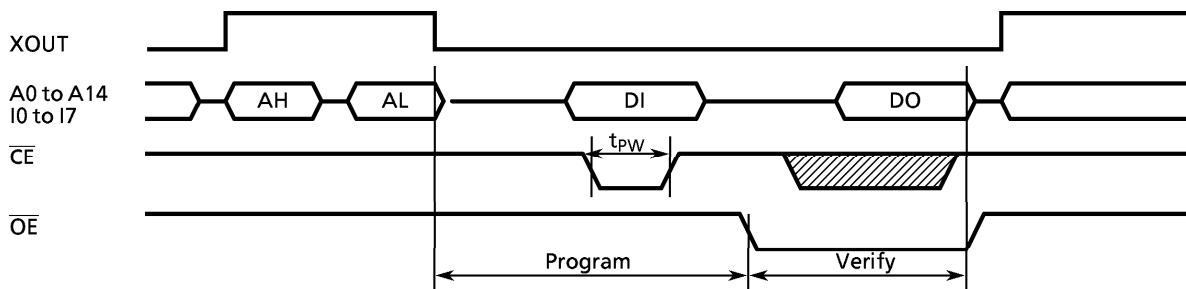 XOUT
A0 to A14
I0 to I7
AH AL DI DO
CE
tPW
OE
Program Verify